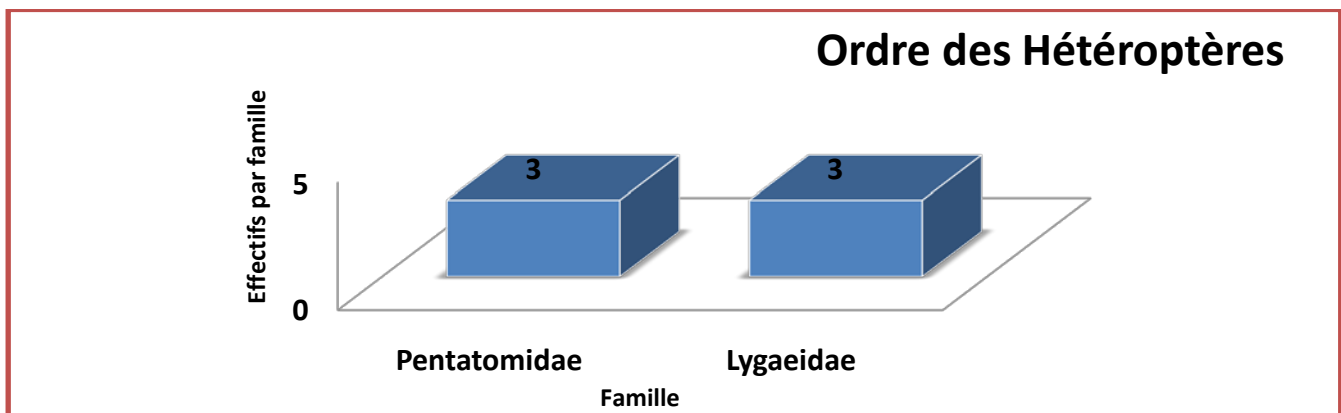 Ordre des Hétéroptères
Effectifs par famille
5
0
3
3
Pentatomidae
Lygaeidae
Famille